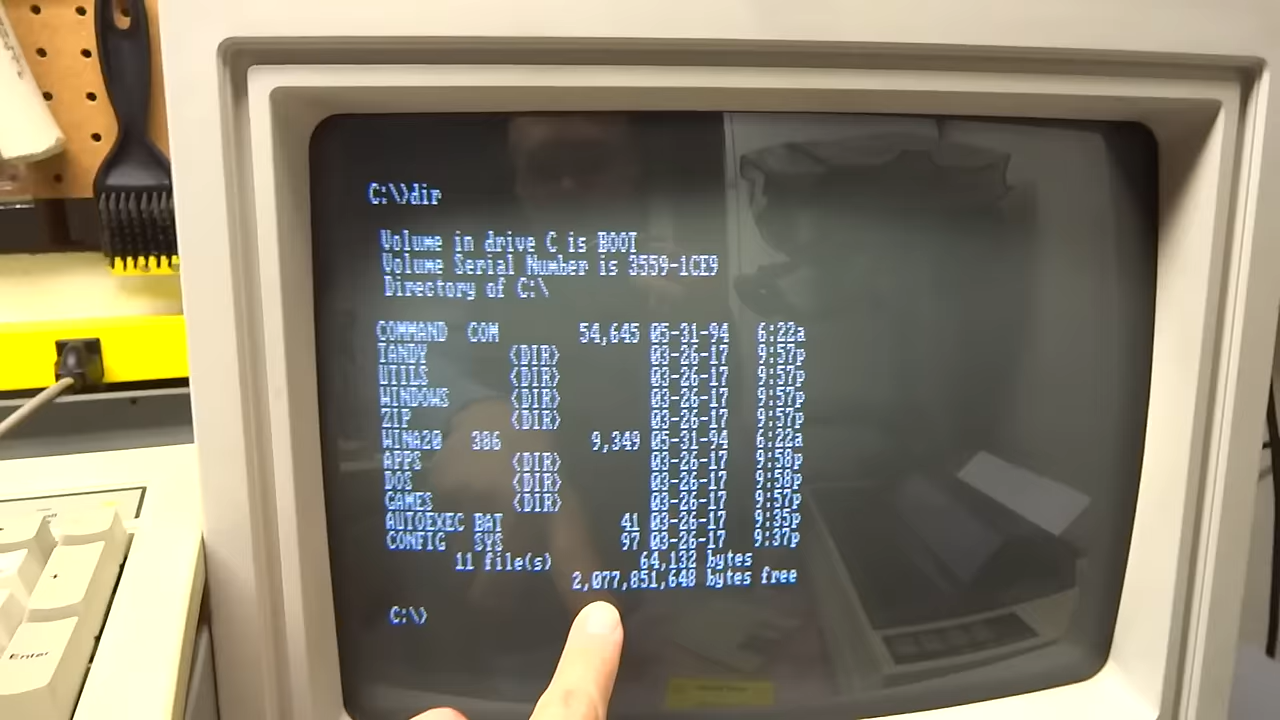 C:\>dir
Volume in drive C is BOOT
Volume Serial Number is 3559-1CE9
Directory of C:\
COMMAND COM 54,645 05-31-94 6:22a
TANDY <DIR> 03-26-17 9:57p
UTILS <DIR> 03-26-17 9:57p
WINDOWS <DIR> 03-26-17 9:57p
ZIP <DIR> 03-26-17 9:57p
WINA20 386 9,349 05-31-94 6:22a
APPS <DIR> 03-26-17 9:58p
DOS <DIR> 03-26-17 9:58p
GAMES <DIR> 03-26-17 9:57p
AUTOEXEC BAT 41 03-26-17 9:35p
CONFIG SYS 97 03-26-17 9:37p
11 file(s) 64,132 bytes
2,077,851,648 bytes free
C:\>
Enter